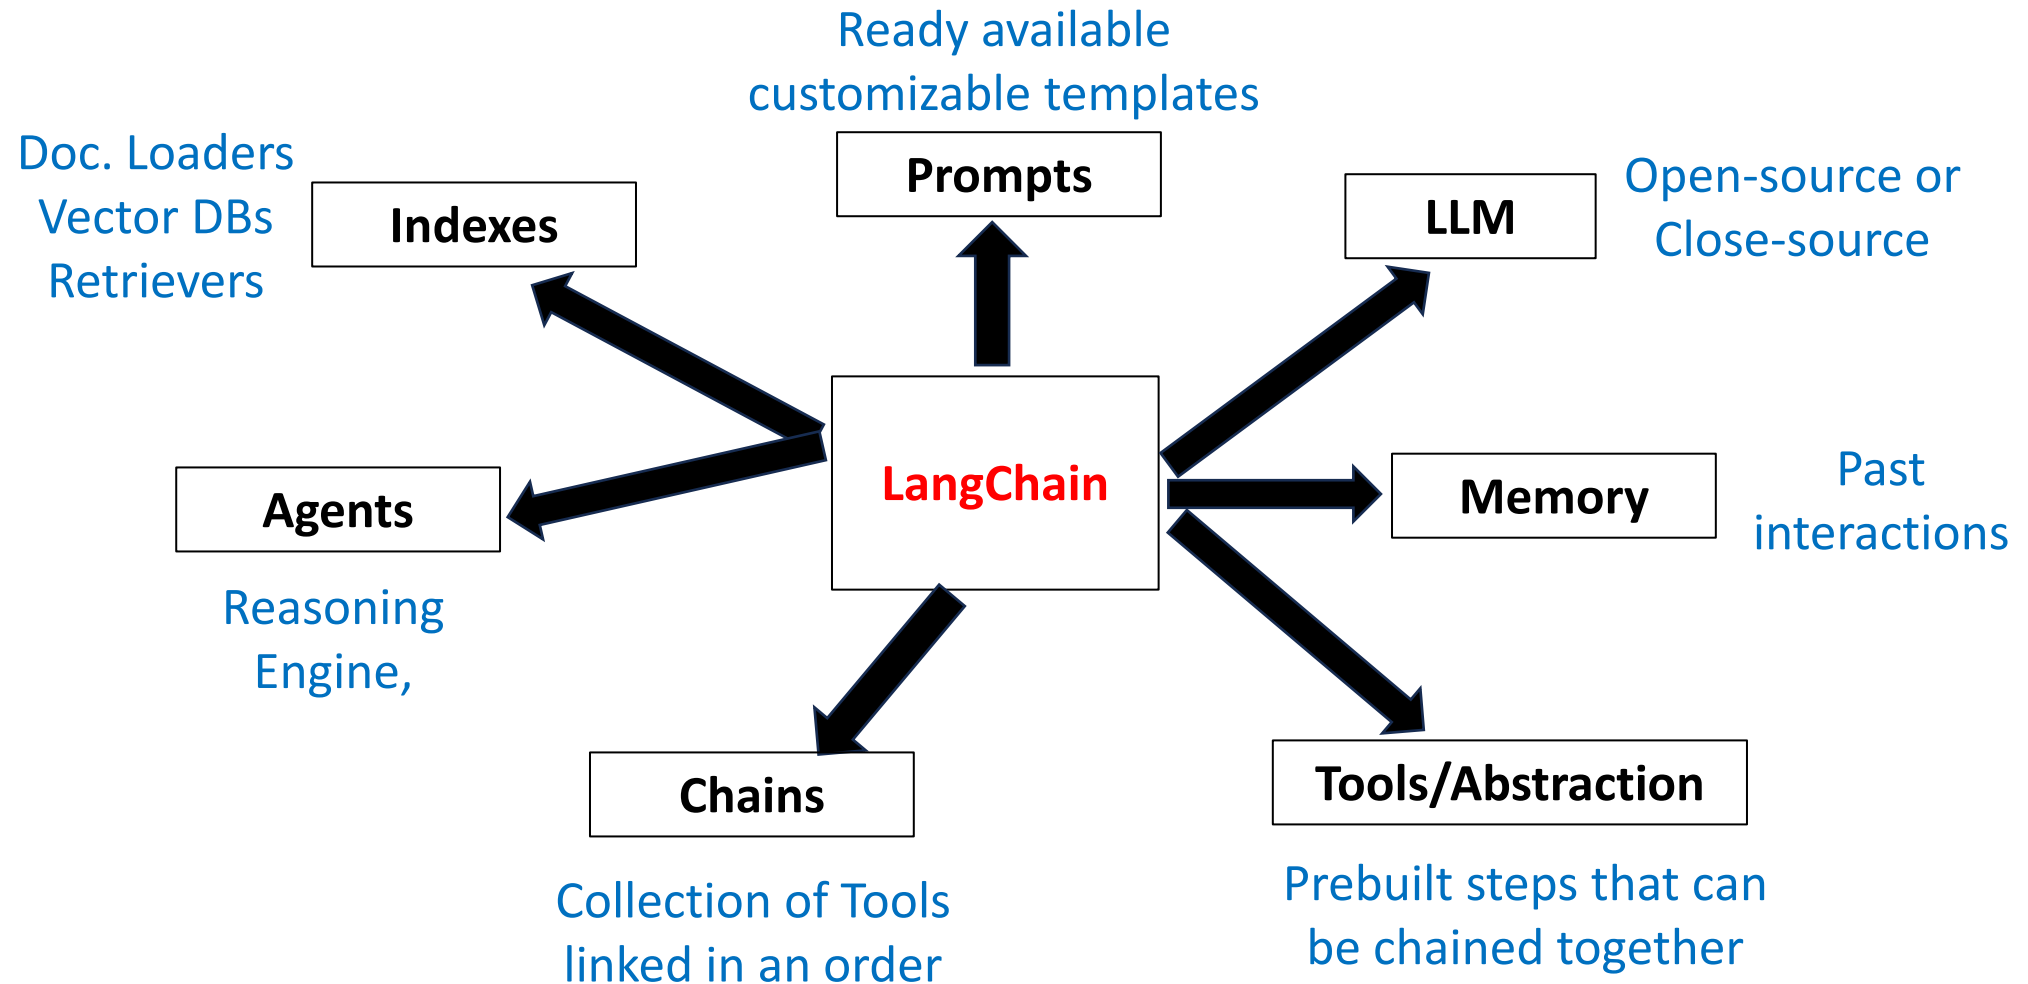 Ready available
customizable templates
Prompts
Doc. Loaders
Vector DBs
Retrievers
Indexes
LLM
Open-source or
Close-source
LangChain
Agents
Reasoning
Engine,
Memory
Past
interactions
Chains
Collection of Tools
linked in an order
Tools/Abstraction
Prebuilt steps that can
be chained together